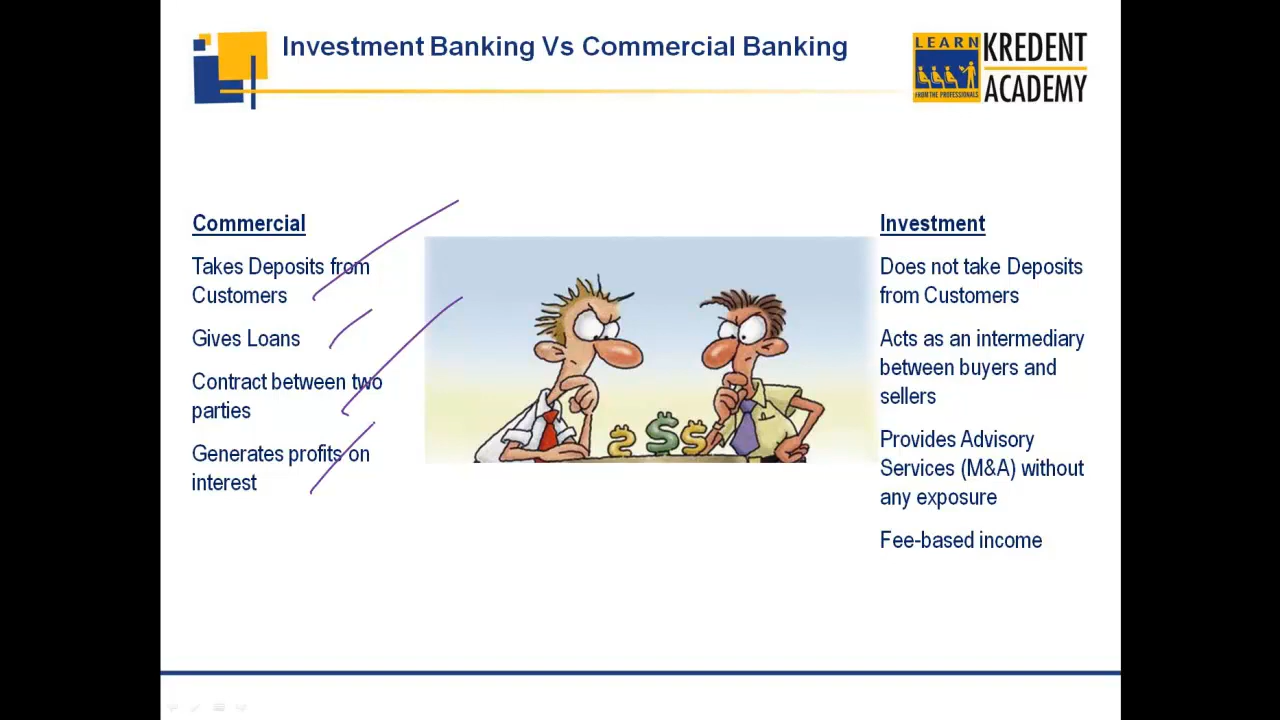 Investment Banking Vs Commercial Banking
LEARN
FROM THE PROFESSIONALS
KREDENT
ACADEMY
Commercial
Takes Deposits from
Customers
Gives Loans
Contract between two
parties
Generates profits on
interest
Investment
Does not take Deposits
from Customers
Acts as an intermediary
between buyers and
sellers
Provides Advisory
Services (M&A) without
any exposure
Fee-based income